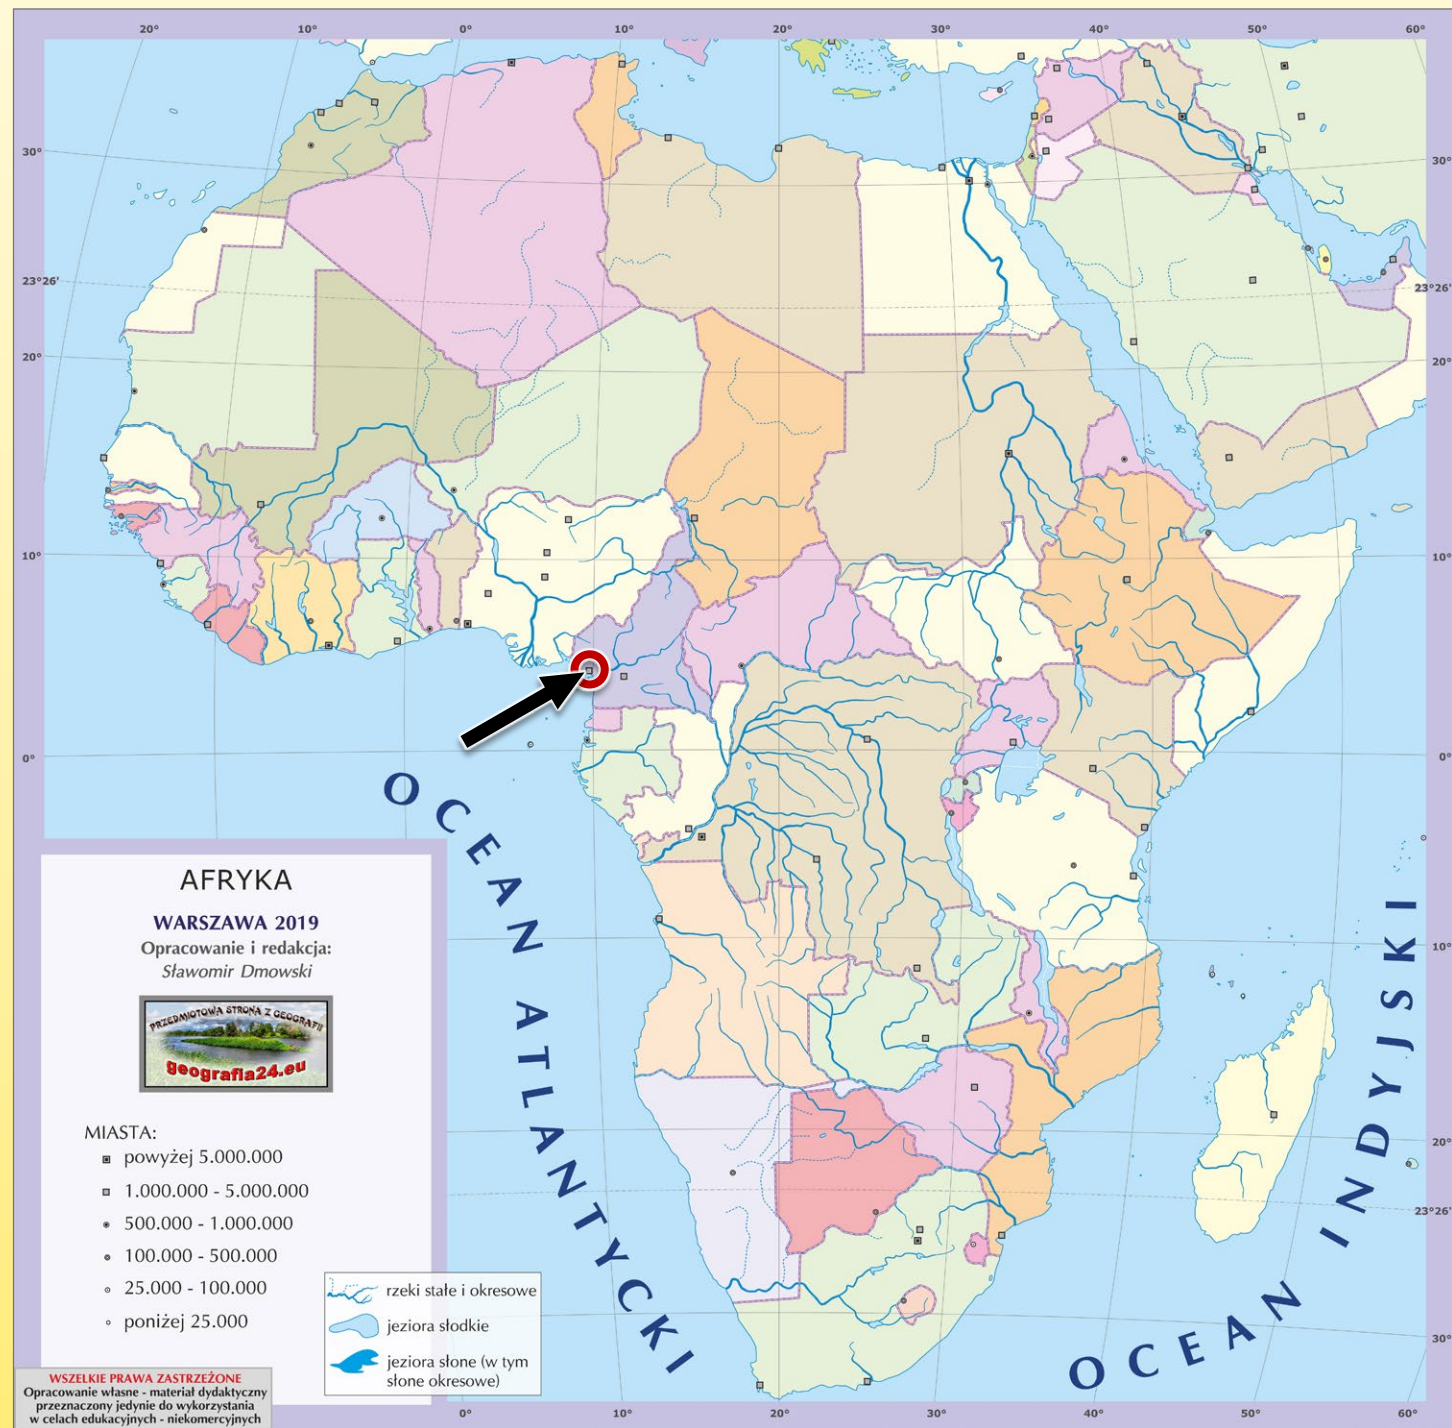 20° 10° 0° 10° 20° 30° 40° 50° 60°
30° 30°
23°26' 23°26'
20° 20°
10° 10°
0° 0°
OCEAN ATLANTYCKI
OCEAN INDYJSKI
10°
20°
23°26'
30°
AFRYKA
WARSZAWA 2019
Opracowanie i redakcja:
Sławomir Dmowski
PRZEDMIOTOWA STRONA Z GEOGRAFII
geografia24.eu
MIASTA:
powyżej 5.000.000
1.000.000 - 5.000.000
500.000 - 1.000.000
100.000 - 500.000
25.000 - 100.000
poniżej 25.000
rzeki stałe i okresowe
jeziora słodkie
jeziora słone (w tym
słone okresowe)
WSZELKIE PRAWA ZASTRZEŻONE
Opracowanie własne - materiał dydaktyczny
przeznaczony jedynie do wykorzystania
w celach edukacyjnych - niekomercyjnych
0° 10° 20° 30° 40° 50° 60°